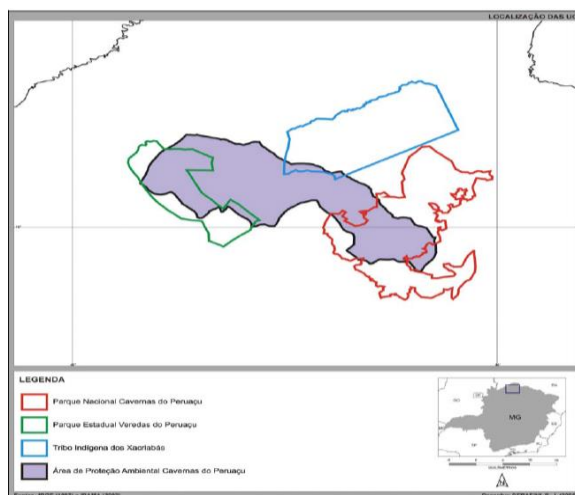 LOCALIZAÇÃO DAS UC
LEGENDA
Parque Nacional Cavernas do Peruaçu
Parque Estadual Veredas do Peruaçu
Tribo Indígena dos Xacriabás
Área de Proteção Ambiental Cavernas do Peruaçu
MG